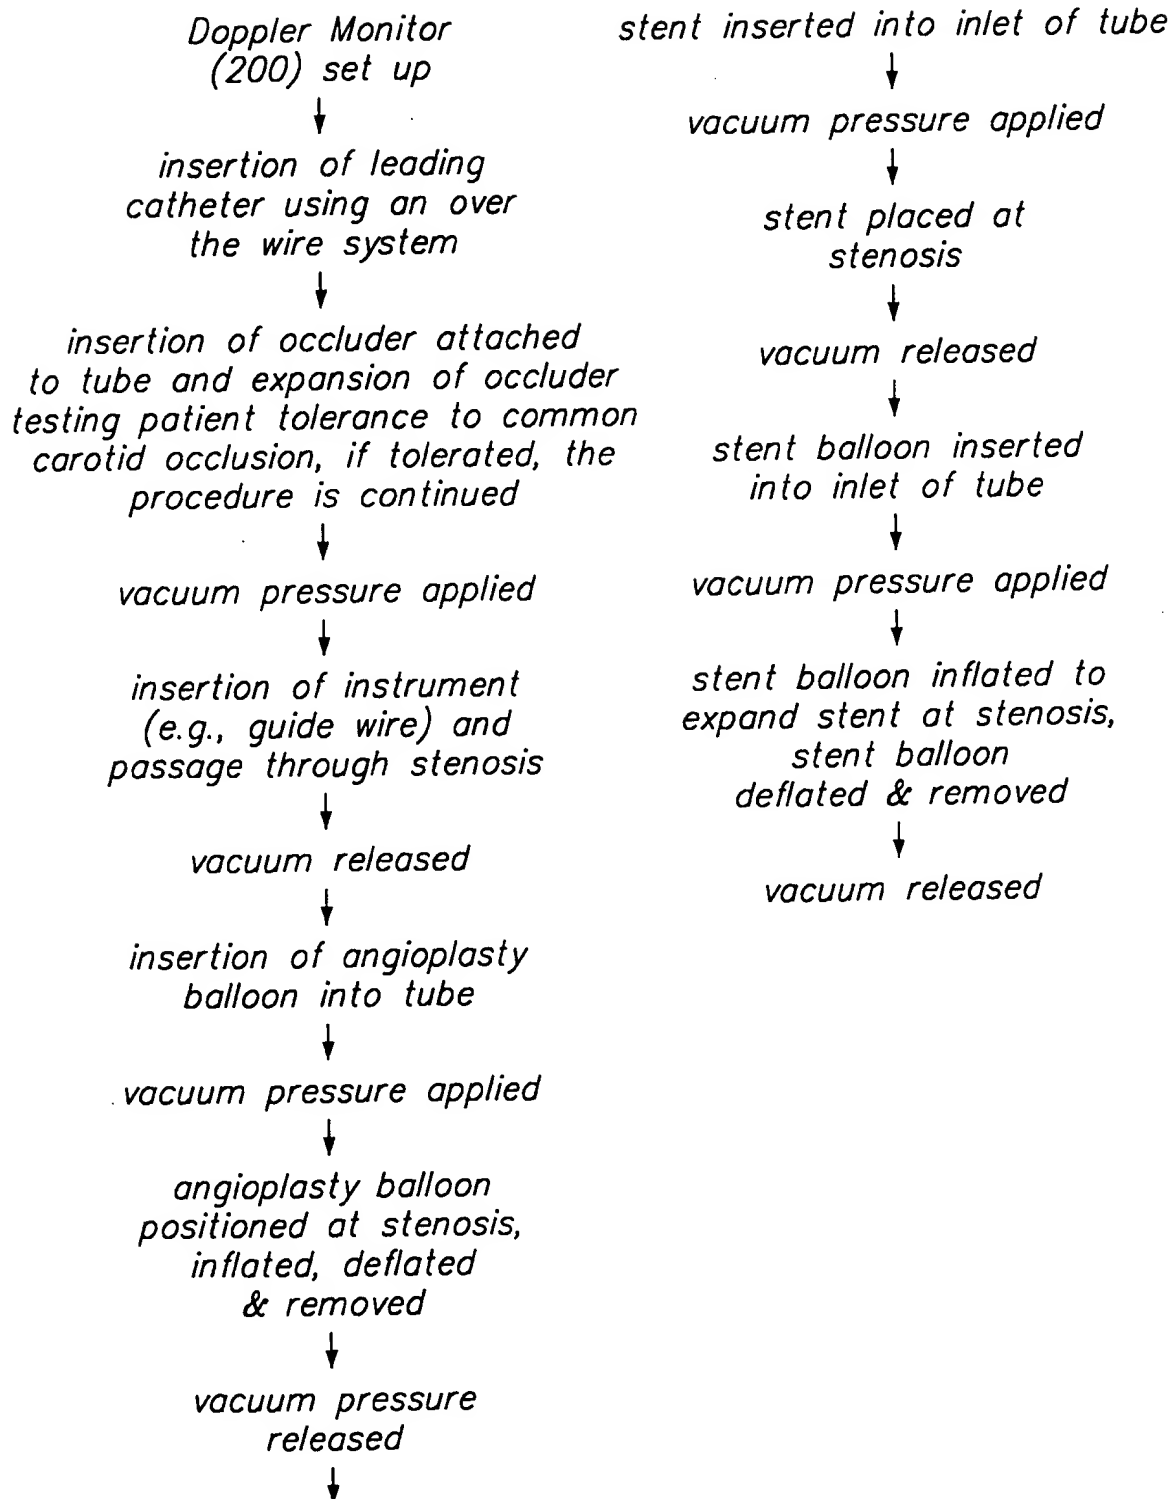 Doppler Monitor
(200) set up
insertion of leading
catheter using an over
the wire system
insertion of occluder attached
to tube and expansion of occluder
testing patient tolerance to common
carotid occlusion, if tolerated, the
procedure is continued
vacuum pressure applied
insertion of instrument
(e.g., guide wire) and
passage through stenosis
vacuum released
insertion of angioplasty
balloon into tube
vacuum pressure applied
angioplasty balloon
positioned at stenosis,
inflated, deflated
& removed
vacuum pressure
released
stent inserted into inlet of tube
vacuum pressure applied
stent placed at
stenosis
vacuum released
stent balloon inserted
into inlet of tube
vacuum pressure applied
stent balloon inflated to
expand stent at stenosis,
stent balloon
deflated & removed
vacuum released